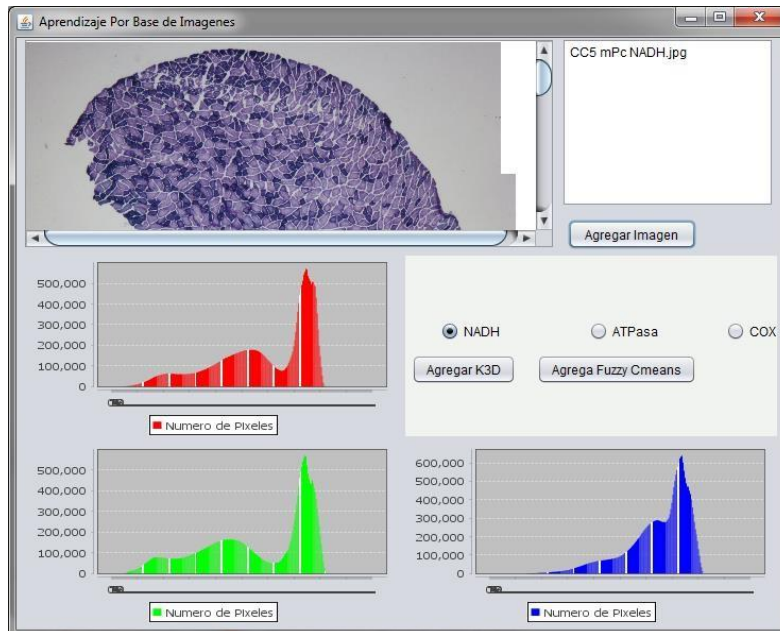 Aprendizaje Por Base de Imagenes
CC5 mPc NADH.jpg
Agregar Imagen
500,000
400,000
300,000
200,000
100,000
0
Numero de Pixeles
NADH
ATPasa
COX
Agregar K3D
Agrega Fuzzy Cmeans
500,000
400,000
300,000
200,000
100,000
0
Numero de Pixeles
600,000
500,000
400,000
300,000
200,000
100,000
0
Numero de Pixeles